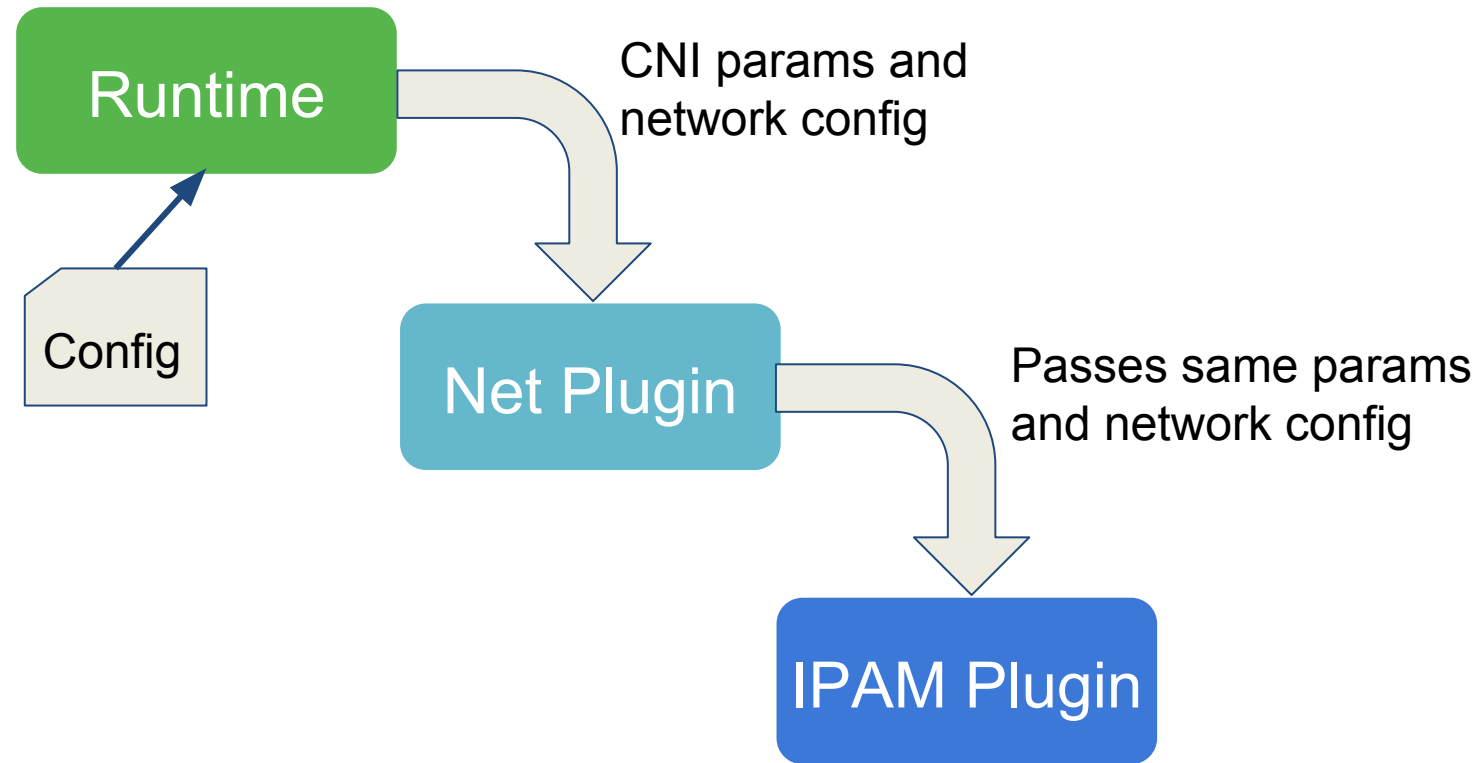 Runtime
CNI params and
network config
Config
Net Plugin
Passes same params
and network config
IPAM Plugin